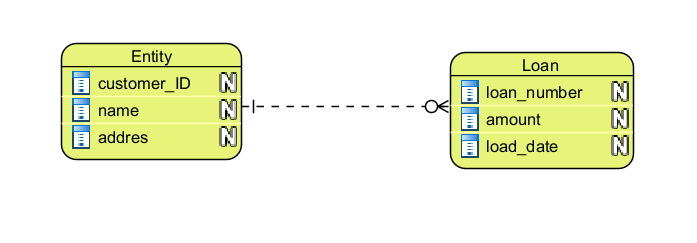 Entity
customer_ID N
name N
addres N
Loan
loan_number N
amount N
load_date N